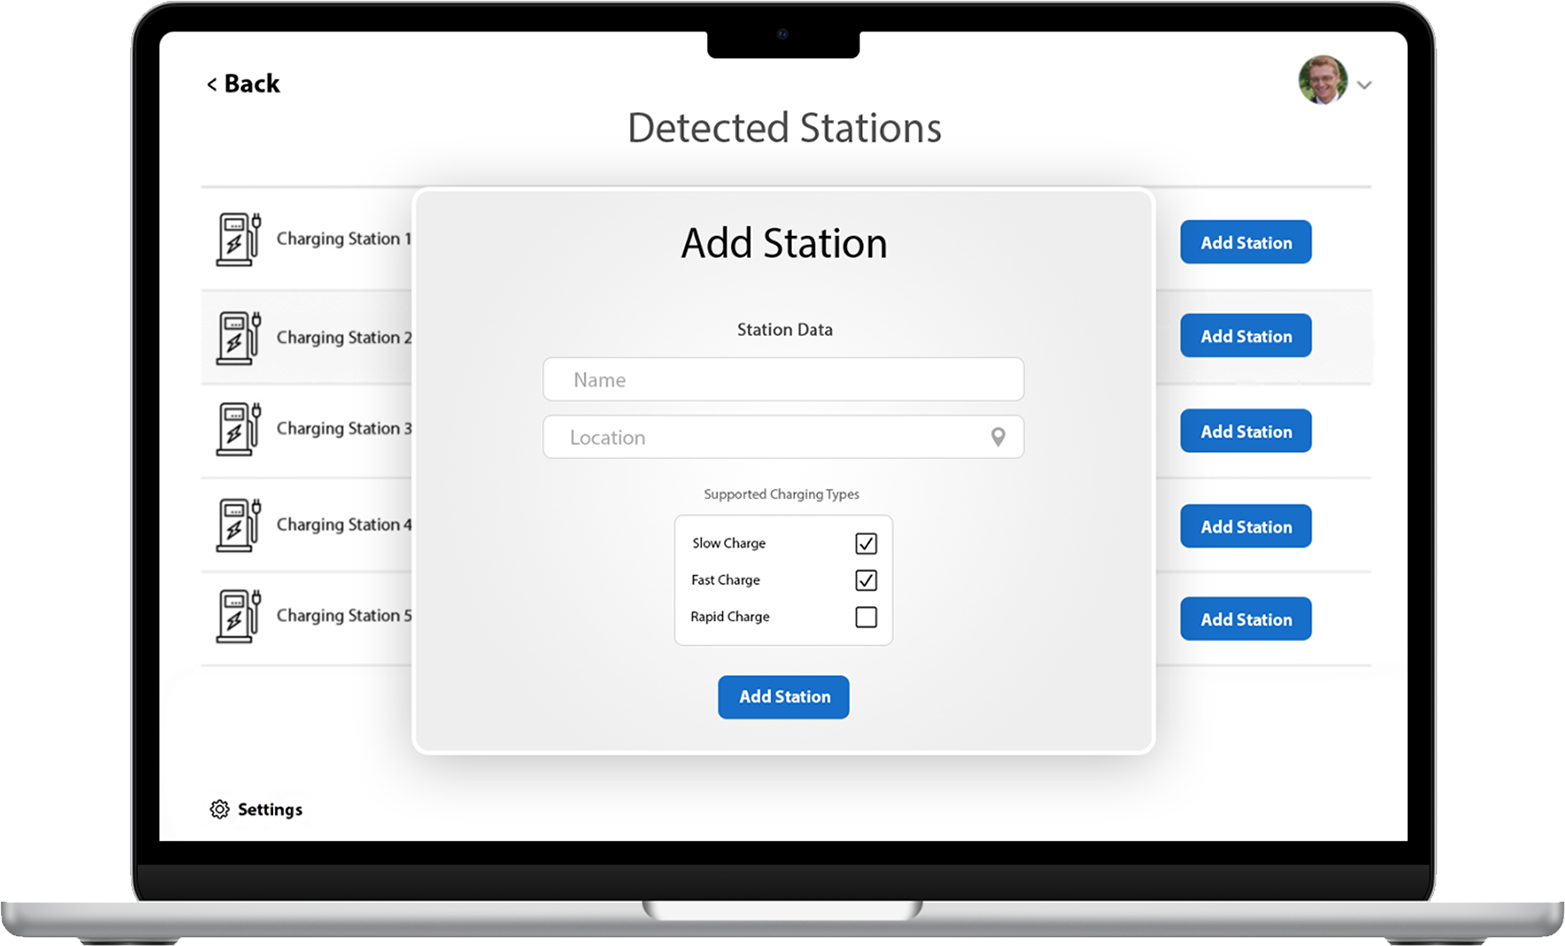 < Back
Detected Stations
Charging Station 1
Add Station
Charging Station 2
Add Station
Charging Station 3
Add Station
Charging Station 4
Add Station
Charging Station 5
Add Station
Add Station
Station Data
Name
Location
Supported Charging Types
Slow Charge
Fast Charge
Rapid Charge
Add Station
Settings